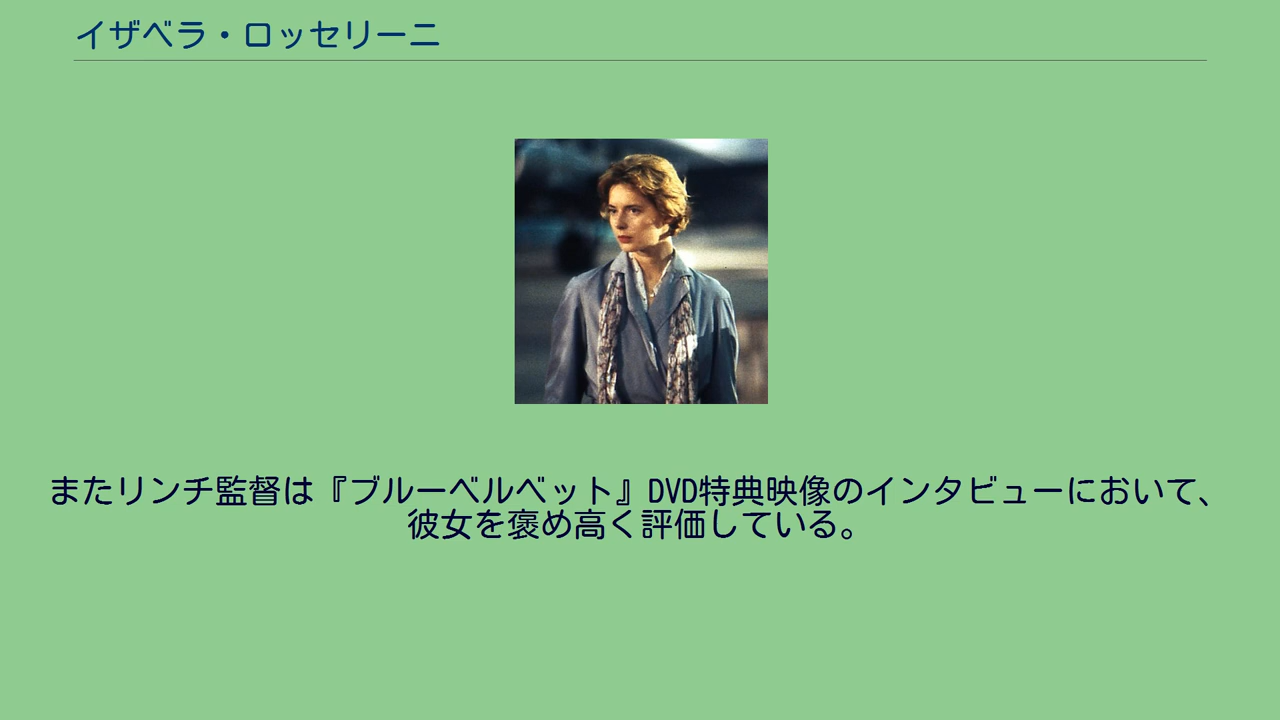 イザベラ・ロッセリーニ
またリンチ監督は『ブルーベルベット』DVD特典映像のインタビューにおいて、
彼女を褒め高く評価している。